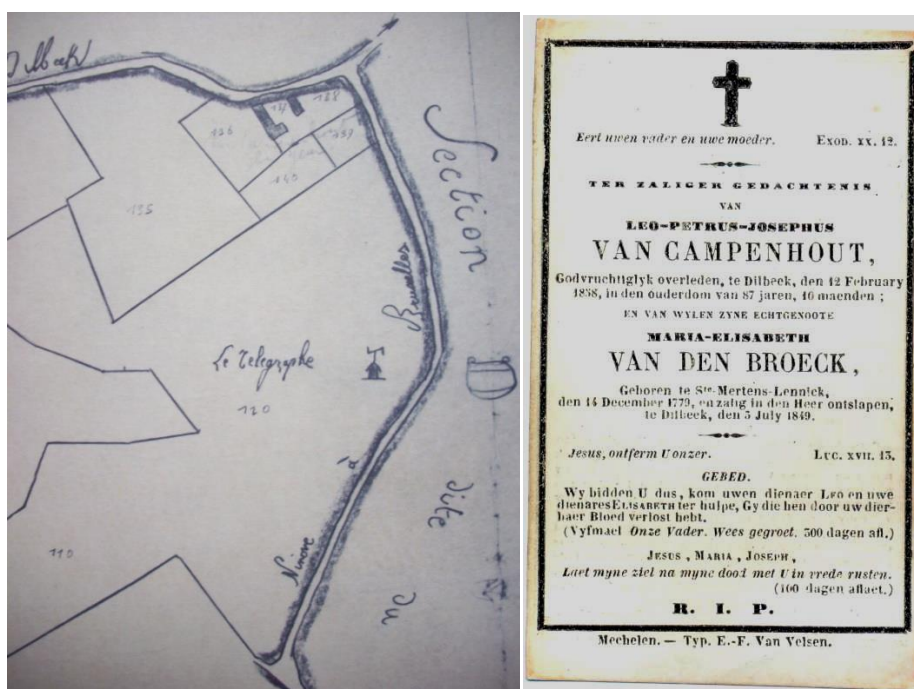 126
147
138
139
140
135
Section
D
dite
du
Bruxelles
à
Ninove
Le Telegraphe
120
110
Eert uwen vader en uwe moeder. EXOD. XX. 12.
TER ZALIGER GEDACHTENIS
VAN
LEO-PETRUS-JOSEPHUS
VAN CAMPENHOUT,
Godvruchtiglyk overleden, te Dilbeek, den 12 February
1858, in den ouderdom van 87 jaren, 10 maenden ;
EN VAN WYLEN ZYNE ECHTGENOOTE
MARIA-ELISABETH
VAN DEN BROECK,
Geboren te Ste-Mertens-Lennick,
den 14 December 1779, en zalig in den Heer ontslapen,
te Dilbeek, den 5 July 1849.
Jesus, ontferm U onzer. LUC. XVII. 13.
GEBED.
Wy bidden U dus, kom uwen dienaer LEO en uwe
dienares ELISABETH ter hulpe, Gy die hen door uw dier-
baer Bloed verlost hebt.
(Vyfmael Onze Vader. Wees gegroet. 300 dagen afl.)
JESUS, MARIA, JOSEPH,
Laet myne ziel na myne dood met U in vrede rusten.
(100 dagen aflaet.)
R. I. P.
Mechelen. — Typ. E.-F. Van Velsen.